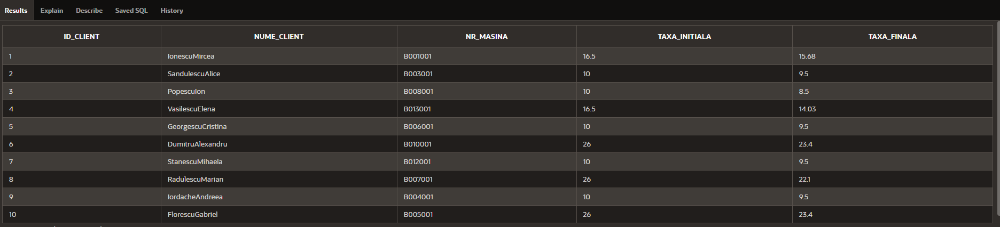 Results Explain Describe Saved SQL History
ID_CLIENT NUME_CLIENT NR_MASINA TAXA_INITIALA TAXA_FINALA
1 IonescuMircea B001001 16.5 15.68
2 SandulescuAlice B003001 10 9.5
3 PopescuIon B008001 10 8.5
4 VasilescuElena B013001 16.5 14.03
5 GeorgescuCristina B006001 10 9.5
6 DumitruAlexandru B010001 26 23.4
7 StanescuMihaela B012001 10 9.5
8 RadulescuMarian B007001 26 22.1
9 IordacheAndreea B004001 10 9.5
10 FlorescuGabriel B005001 26 23.4